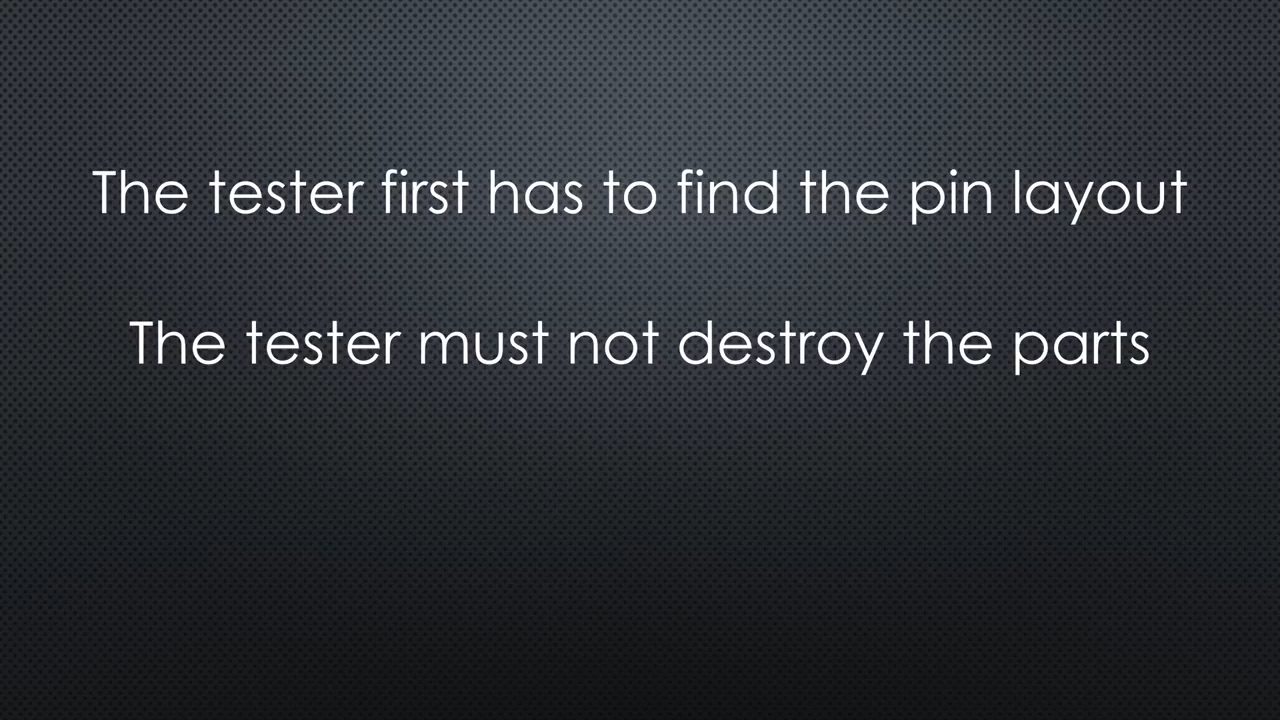 The tester first has to find the pin layout
The tester must not destroy the parts